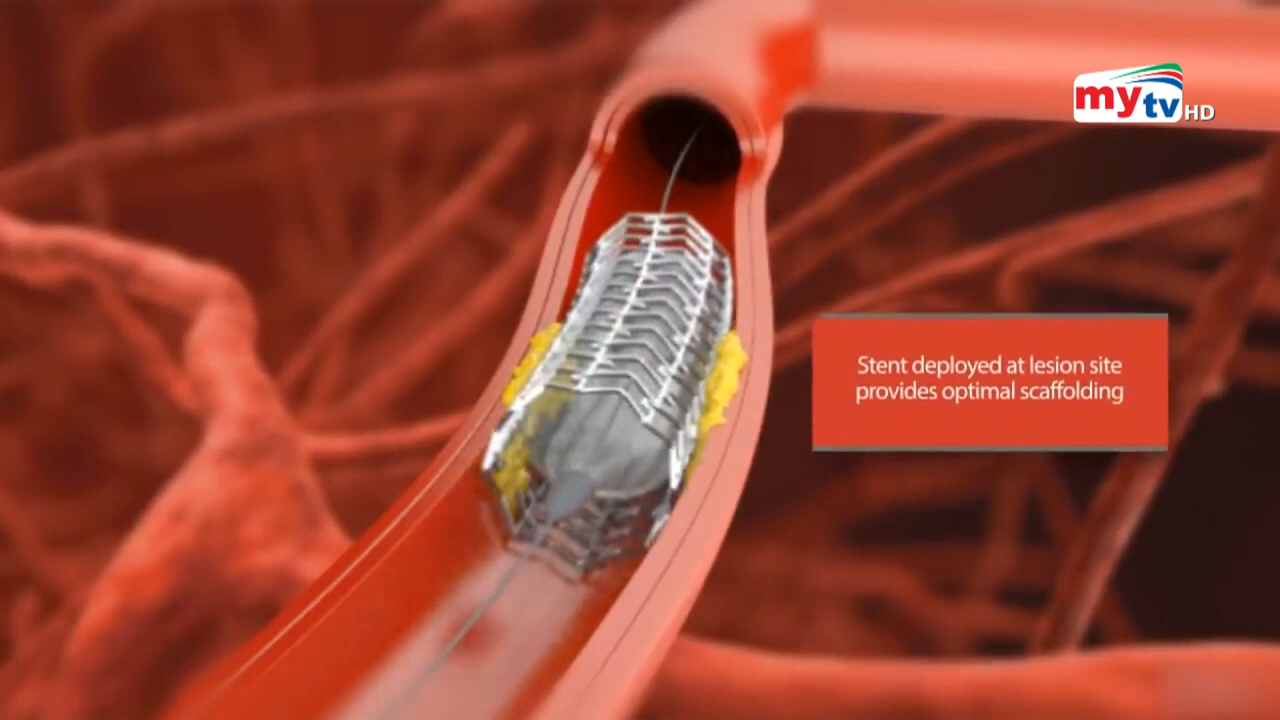 mytv HD
Stent deployed at lesion site
provides optimal scaffolding